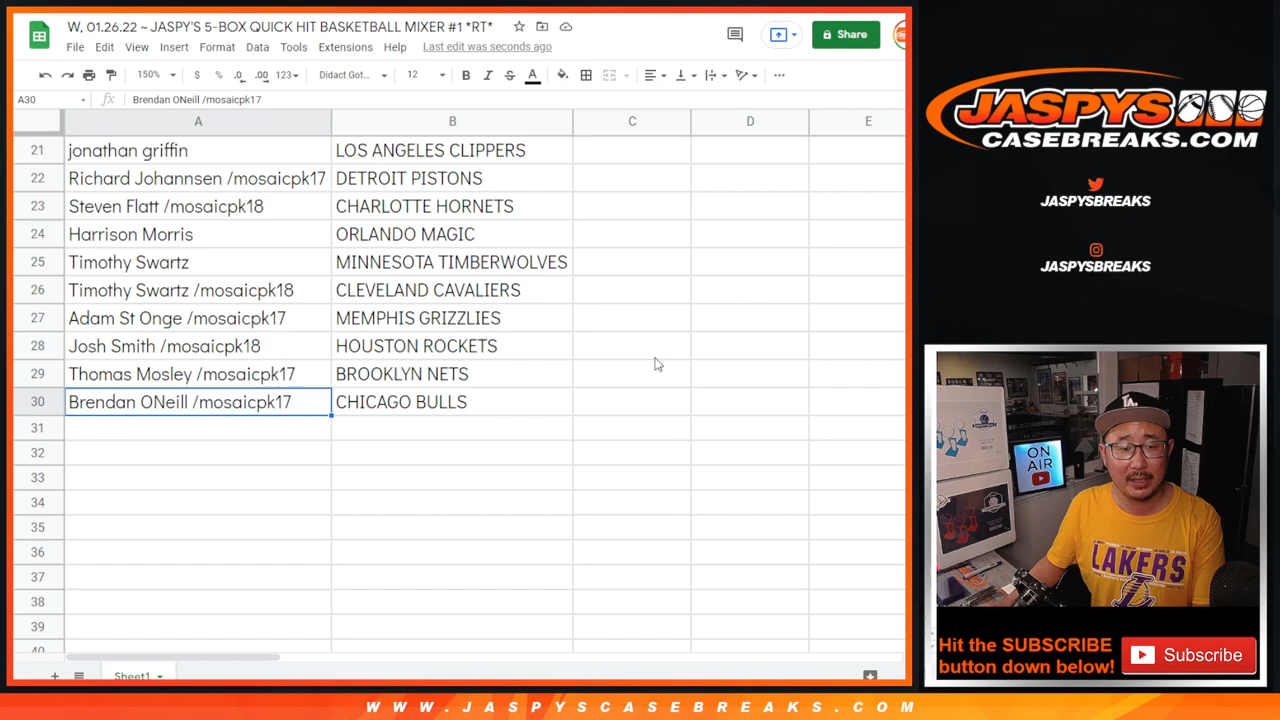 W, 01.26.22 ~ JASPY'S 5-BOX QUICK HIT BASKETBALL MIXER #1 *RT*
File Edit View Insert Format Data Tools Extensions Help Last edit was seconds ago
Share
150% $ % .0 .00 123 Didact Got... 12 B I S A
A30 fx Brendan ONeill /mosaicpk17
A B C D E
21 jonathan griffin LOS ANGELES CLIPPERS
22 Richard Johannsen /mosaicpk17 DETROIT PISTONS
23 Steven Flatt /mosaicpk18 CHARLOTTE HORNETS
24 Harrison Morris ORLANDO MAGIC
25 Timothy Swartz MINNESOTA TIMBERWOLVES
26 Timothy Swartz /mosaicpk18 CLEVELAND CAVALIERS
27 Adam St Onge /mosaicpk17 MEMPHIS GRIZZLIES
28 Josh Smith /mosaicpk18 HOUSTON ROCKETS
29 Thomas Mosley /mosaicpk17 BROOKLYN NETS
30 Brendan ONeill /mosaicpk17 CHICAGO BULLS
31
32
33
34
35
36
37
38
39
40
Sheet1
JASPYS
CASEBREAKS.COM
JASPYSBREAKS
JASPYSBREAKS
ON
AIR
LA
LAKERS
Hit the SUBSCRIBE
button down below!
Subscribe
WWW.JASPYSCASEBREAKS.COM